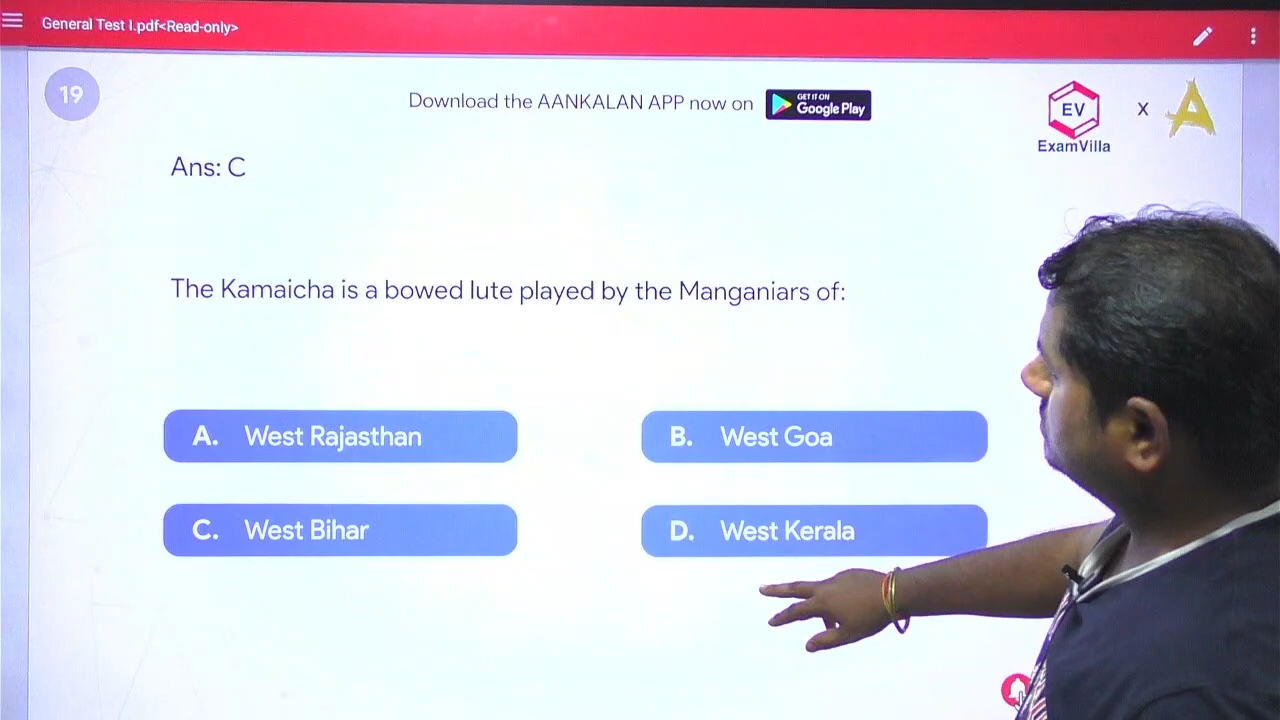 General Test I.pdf<Read-only>
19
Download the AANKALAN APP now on
GET IT ON
Google Play
EV
X
A
ExamVilla
Ans: C
The Kamaicha is a bowed lute played by the Manganiars of:
A. West Rajasthan
B. West Goa
C. West Bihar
D. West Kerala